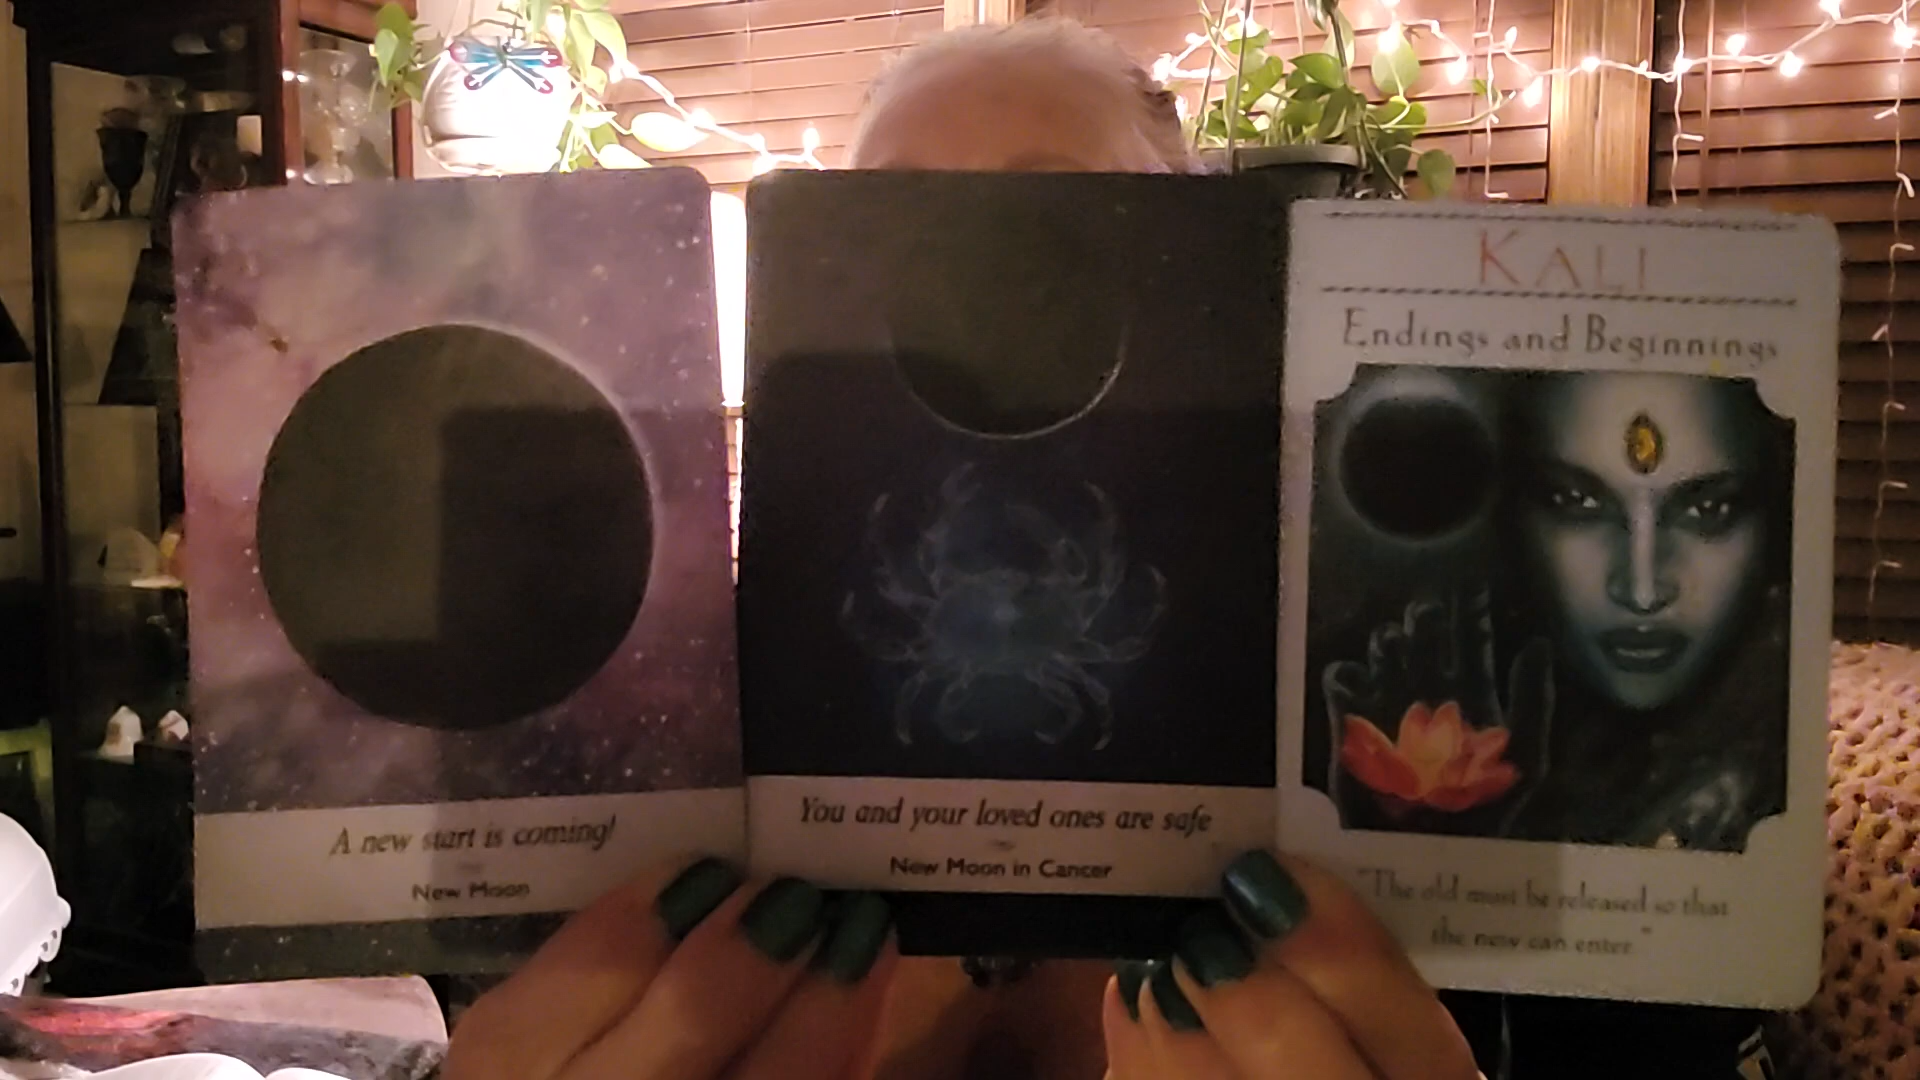 A new start is coming!
New Moon
You and your loved ones are safe
New Moon in Cancer
KALI
Endings and Beginnings
"The old must be released so that
the new can enter."